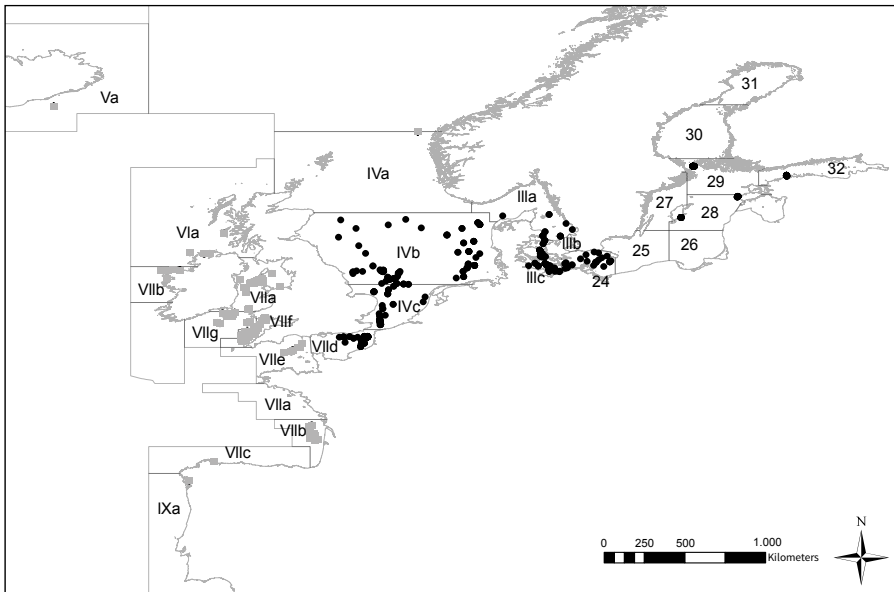 31
Va
30
IVa
29
32
IIIa
27
28
VIa
IIIb
IVb
25
26
VIIb
IIIc
24
VIIa
IVc
VIIg
VIIf
VIId
VIIe
VIIa
VIIb
VIIc
IXa
N
0 250 500 1.000
Kilometers